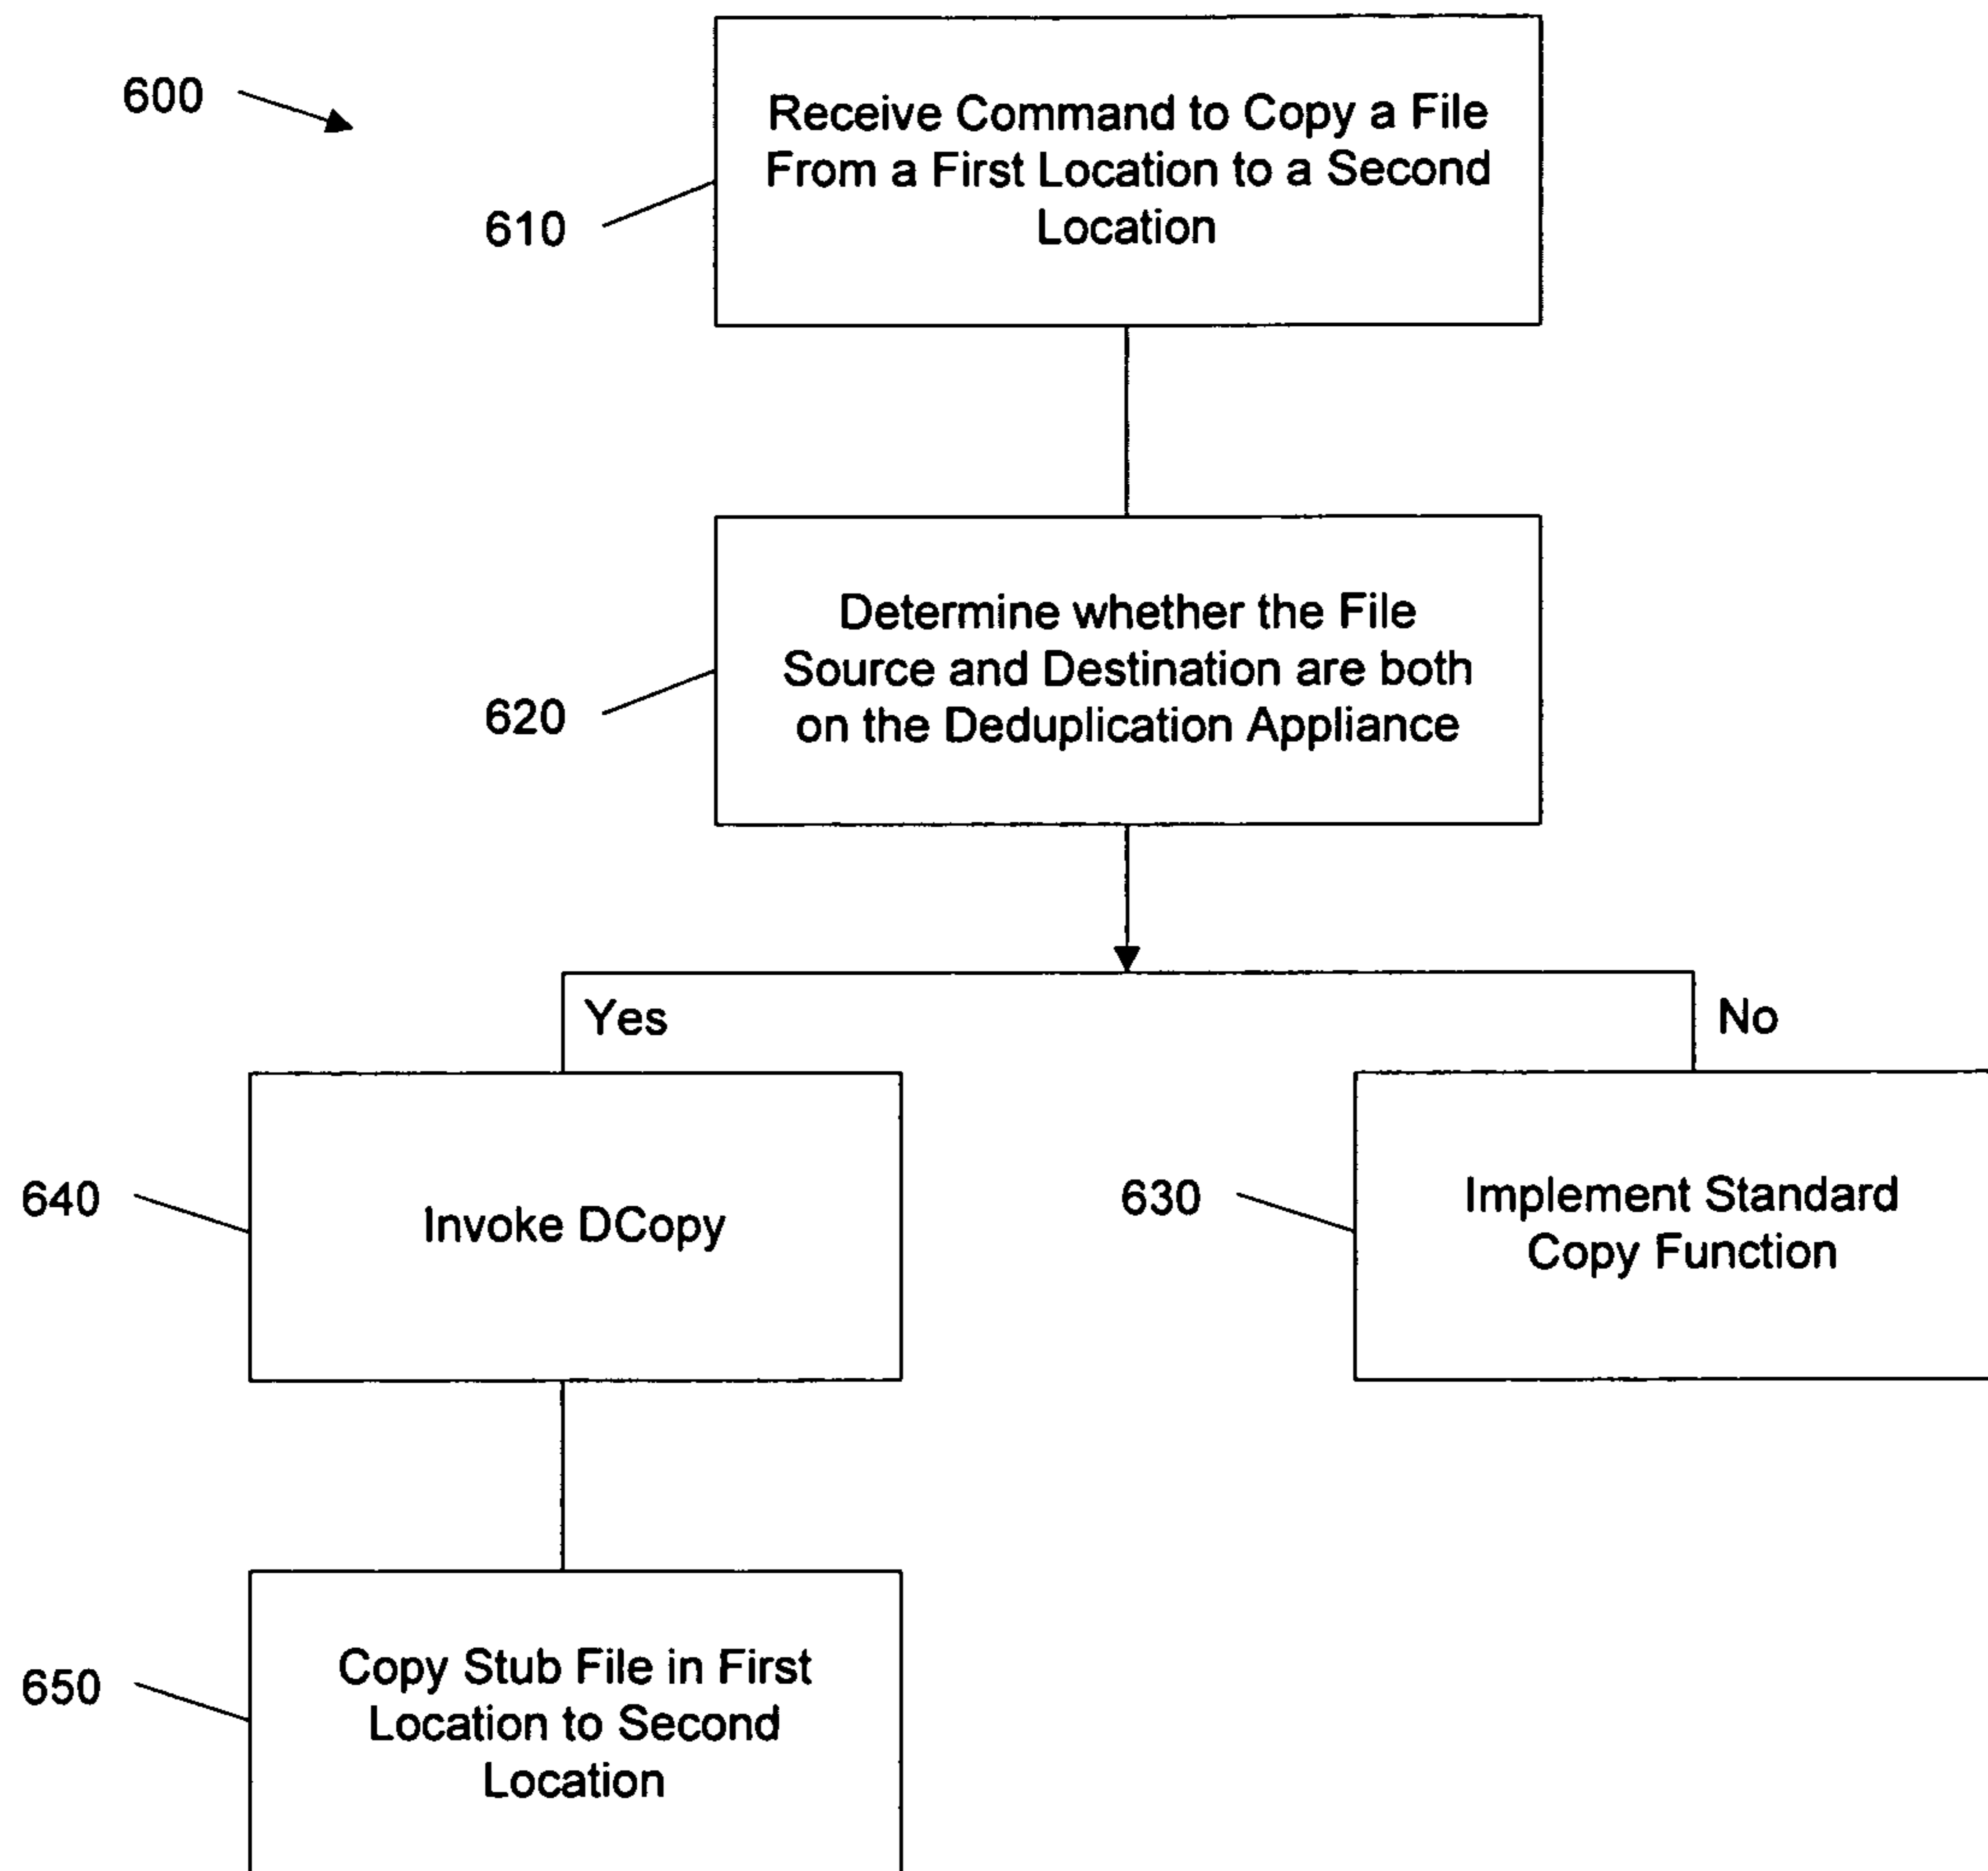 600
Receive Command to Copy a File
From a First Location to a Second
Location
610
Determine whether the File
Source and Destination are both
on the Deduplication Appliance
620
Yes
No
640
Invoke DCopy
630
Implement Standard
Copy Function
650
Copy Stub File in First
Location to Second
Location